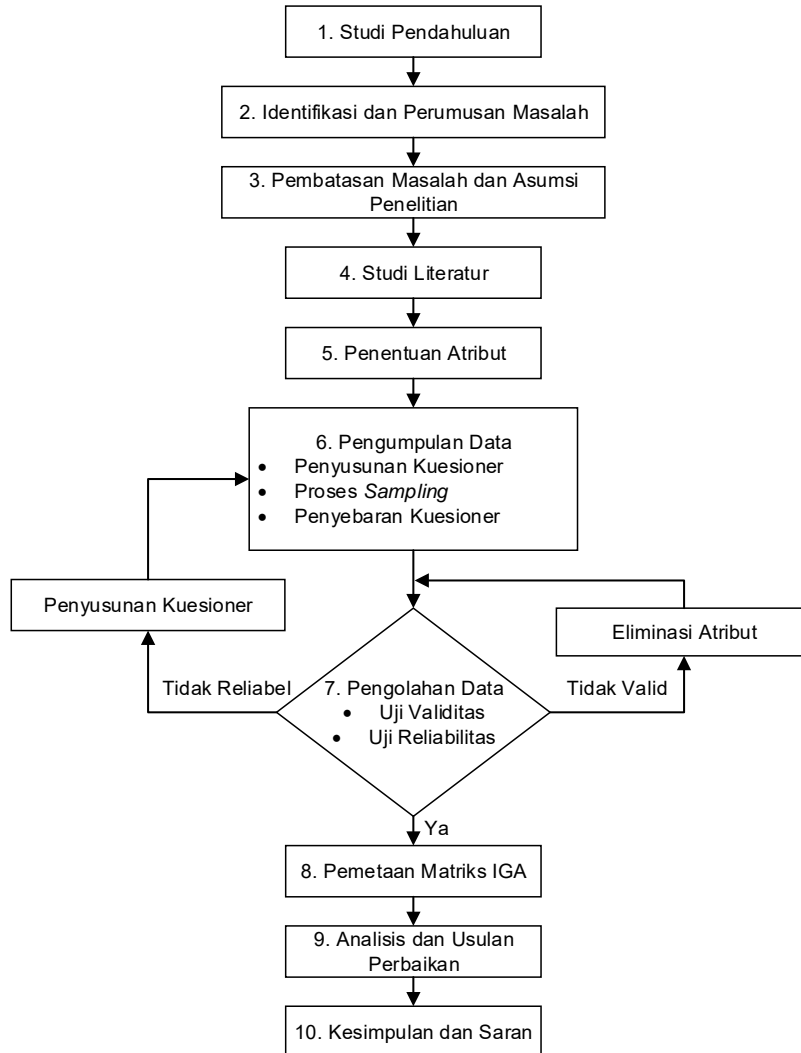 1. Studi Pendahuluan
2. Identifikasi dan Perumusan Masalah
3. Pembatasan Masalah dan Asumsi
Penelitian
4. Studi Literatur
5. Penentuan Atribut
6. Pengumpulan Data
• Penyusunan Kuesioner
• Proses Sampling
• Penyebaran Kuesioner
Penyusunan Kuesioner
Eliminasi Atribut
Tidak Reliabel
7. Pengolahan Data
• Uji Validitas
• Uji Reliabilitas
Tidak Valid
Ya
8. Pemetaan Matriks IGA
9. Analisis dan Usulan
Perbaikan
10. Kesimpulan dan Saran